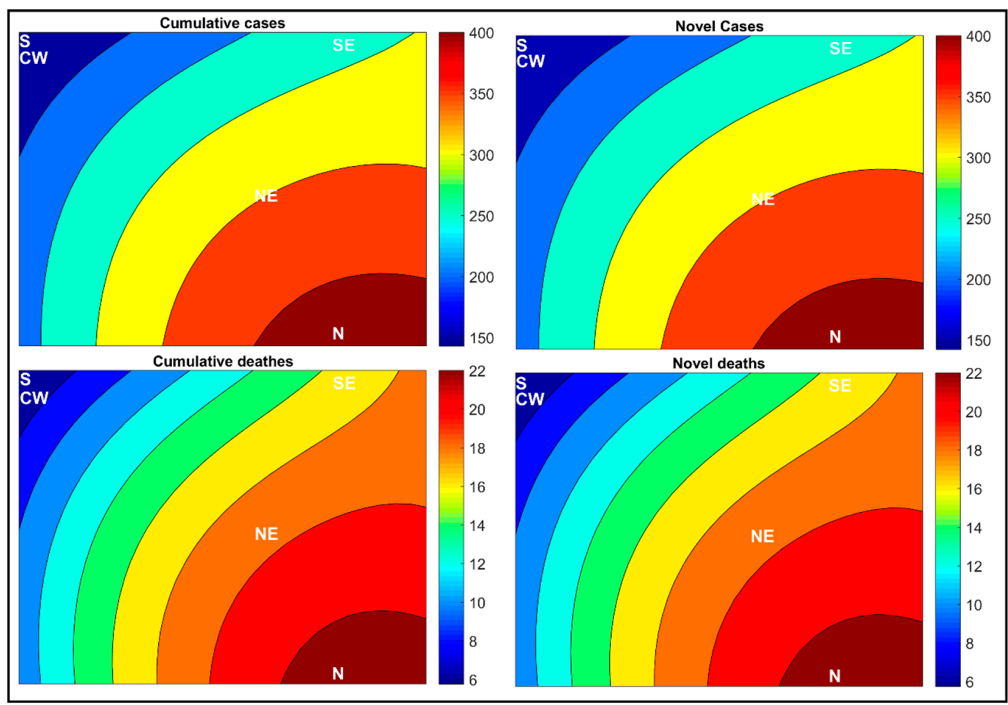 Cumulative cases
S
CW
SE
NE
N
400
350
300
250
200
150
Novel Cases
S
CW
SE
NE
N
400
350
300
250
200
150
Cumulative deathes
S
CW
SE
NE
N
22
20
18
16
14
12
10
8
6
Novel deaths
S
CW
SE
NE
N
22
20
18
16
14
12
10
8
6